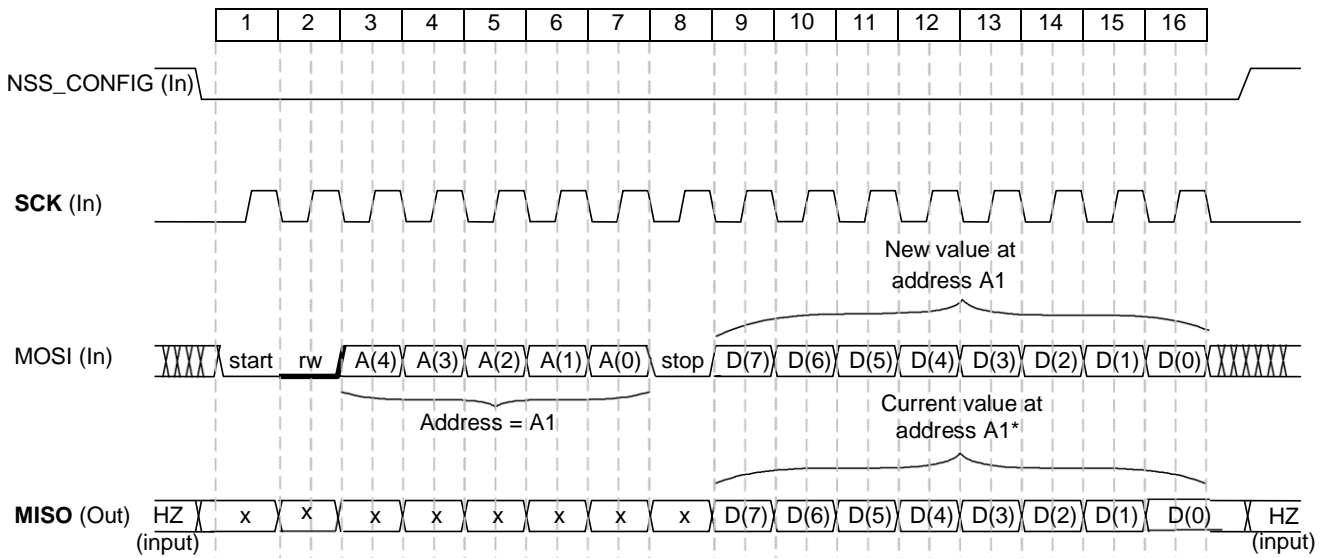 1 2 3 4 5 6 7 8 9 10 11 12 13 14 15 16
NSS_CONFIG (In)
SCK (In)
New value at
address A1
MOSI (In) start rw A(4) A(3) A(2) A(1) A(0) stop D(7) D(6) D(5) D(4) D(3) D(2) D(1) D(0)
Address = A1
Current value at
address A1*
MISO (Out) HZ x x x x x x x x D(7) D(6) D(5) D(4) D(3) D(2) D(1) D(0) HZ
(input) (input)